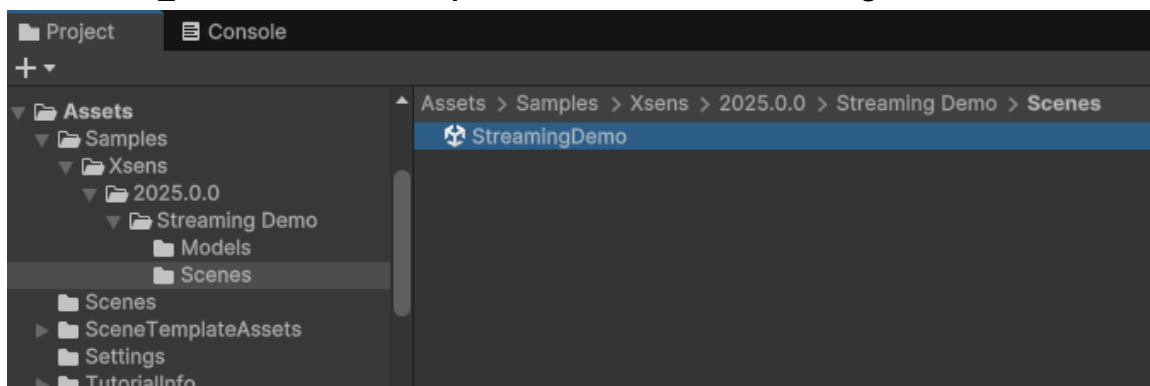 Project Console
Assets > Samples > Xsens > 2025.0.0 > Streaming Demo > Scenes
StreamingDemo
Assets
Samples
Xsens
2025.0.0
Streaming Demo
Models
Scenes
Scenes
SceneTemplateAssets
Settings
TutorialInfo